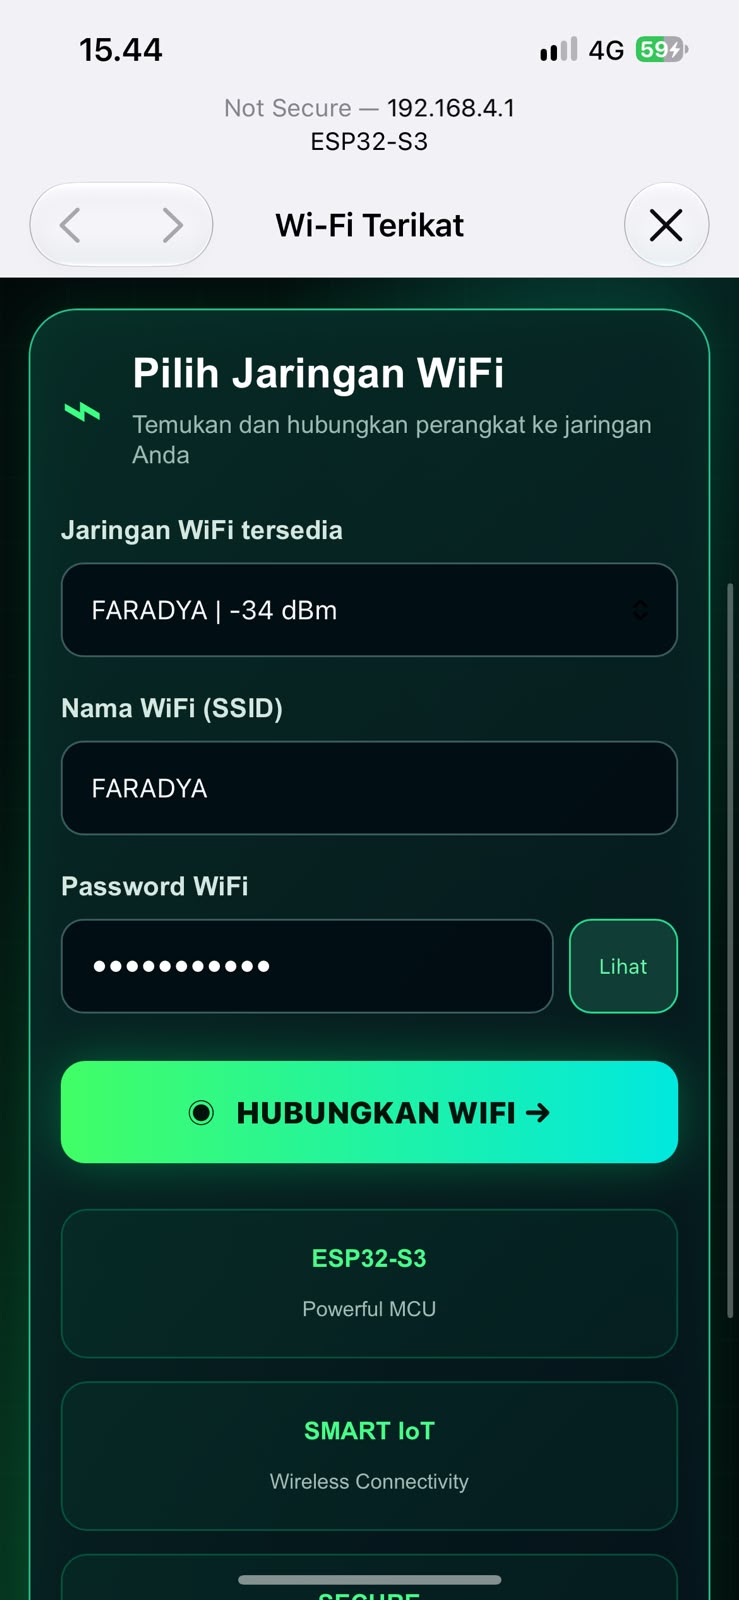 15.44
4G
59
Not Secure — 192.168.4.1
ESP32-S3
Wi-Fi Terikat
Pilih Jaringan WiFi
Temukan dan hubungkan perangkat ke jaringan
Anda
Jaringan WiFi tersedia
FARADYA | -34 dBm
Nama WiFi (SSID)
FARADYA
Password WiFi
•••••••••••
Lihat
HUBUNGKAN WIFI →
ESP32-S3
Powerful MCU
SMART IoT
Wireless Connectivity
SECURE